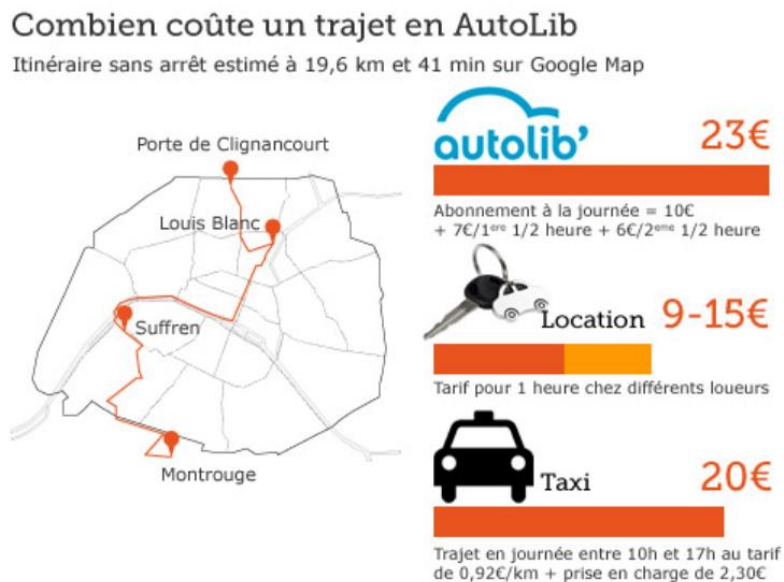 Combien coûte un trajet en AutoLib
Itinéraire sans arrêt estimé à 19,6 km et 41 min sur Google Map
Porte de Clignancourt
Louis Blanc
Suffren
Montrouge
autolib’
23€
Abonnement à la journée = 10€
+ 7€/1ere 1/2 heure + 6€/2eme 1/2 heure
Location 9-15€
Tarif pour 1 heure chez différents loueurs
Taxi 20€
Trajet en journée entre 10h et 17h au tarif
de 0,92€/km + prise en charge de 2,30€